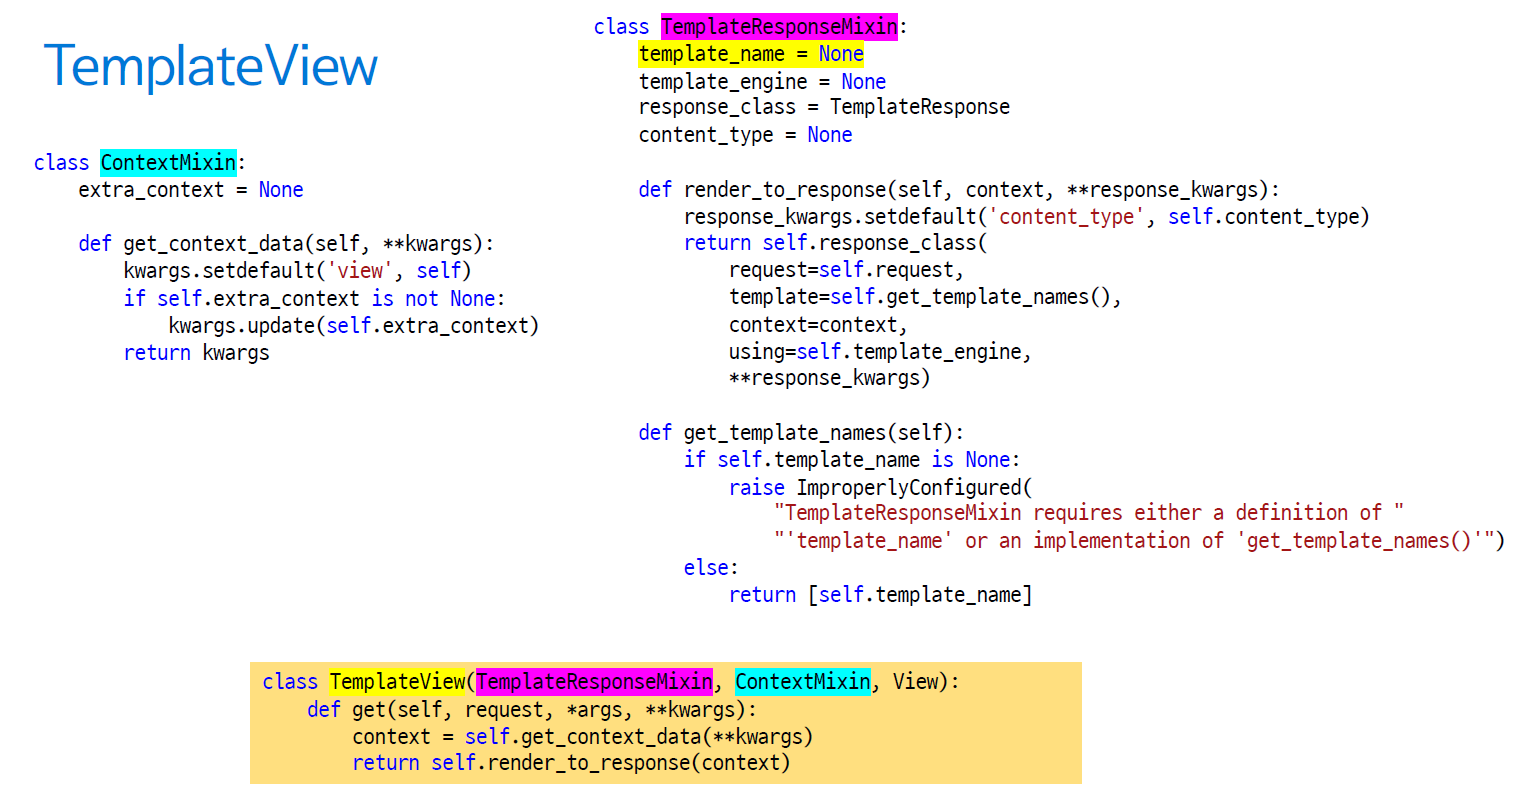 TemplateView
class ContextMixin:
    extra_context = None

    def get_context_data(self, **kwargs):
        kwargs.setdefault('view', self)
        if self.extra_context is not None:
            kwargs.update(self.extra_context)
        return kwargs
class TemplateResponseMixin:
    template_name = None
    template_engine = None
    response_class = TemplateResponse
    content_type = None

    def render_to_response(self, context, **response_kwargs):
        response_kwargs.setdefault('content_type', self.content_type)
        return self.response_class(
            request=self.request,
            template=self.get_template_names(),
            context=context,
            using=self.template_engine,
            **response_kwargs)

    def get_template_names(self):
        if self.template_name is None:
            raise ImproperlyConfigured(
                "TemplateResponseMixin requires either a definition of "
                "'template_name' or an implementation of 'get_template_names()'")
        else:
            return [self.template_name]
class TemplateView(TemplateResponseMixin, ContextMixin, View):
    def get(self, request, *args, **kwargs):
        context = self.get_context_data(**kwargs)
        return self.render_to_response(context)